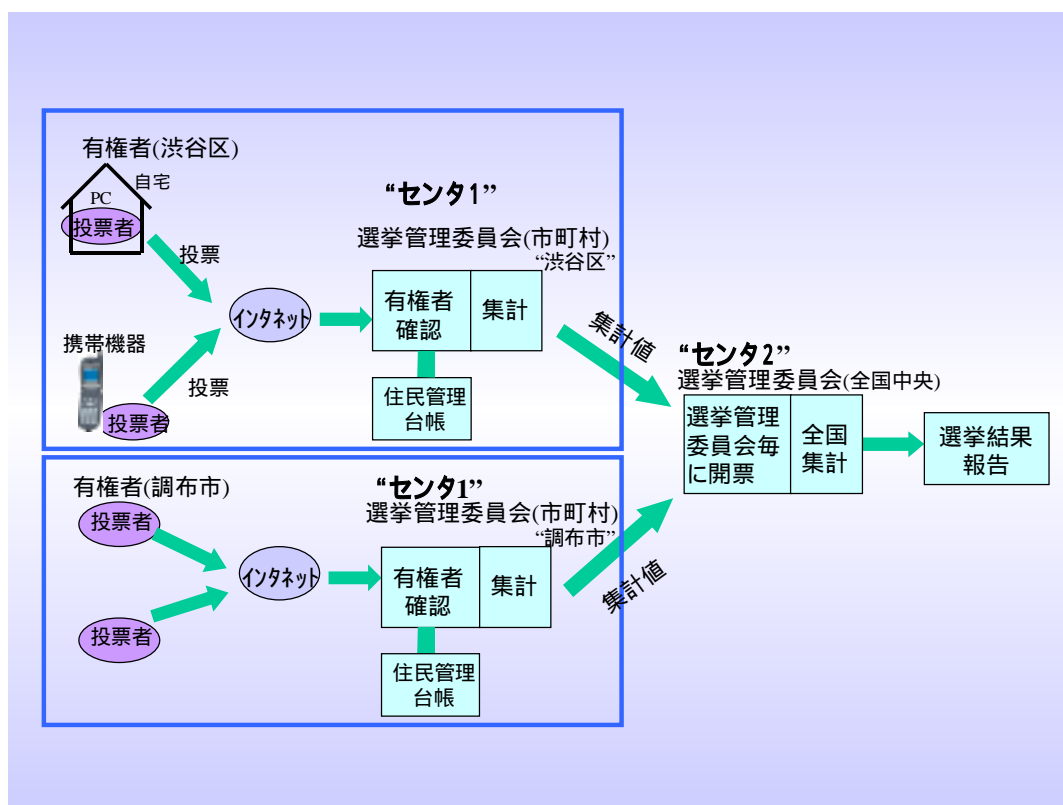 有権者(渋谷区)
自宅
PC
投票者
投票
携帯機器
投票者
投票
インタネット
“センタ1”
選挙管理委員会(市町村)
“渋谷区”
有権者
確認
集計
住民管理
台帳
集計値
有権者(調布市)
投票者
投票者
インタネット
“センタ1”
選挙管理委員会(市町村)
“調布市”
有権者
確認
集計
住民管理
台帳
集計値
“センタ2”
選挙管理委員会(全国中央)
選挙管理
委員会毎
に開票
全国
集計
選挙結果
報告